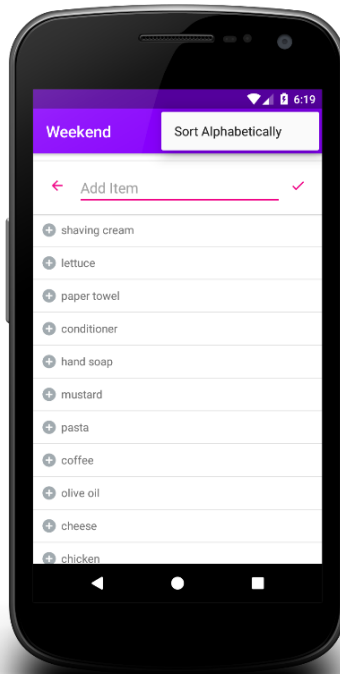 6:19
Weekend
Sort Alphabetically
Add Item
shaving cream
lettuce
paper towel
conditioner
hand soap
mustard
pasta
coffee
olive oil
cheese
chicken